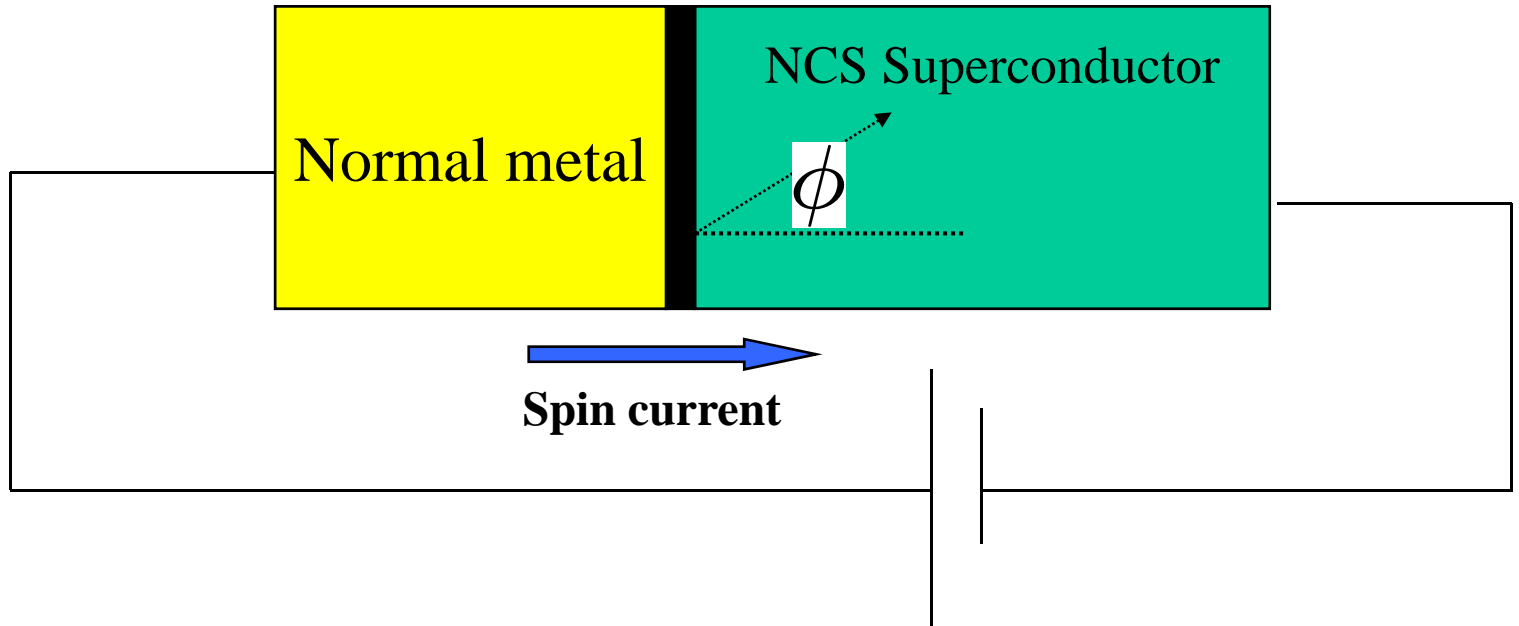 NCS Superconductor
Normal metal
ϕ
Spin current